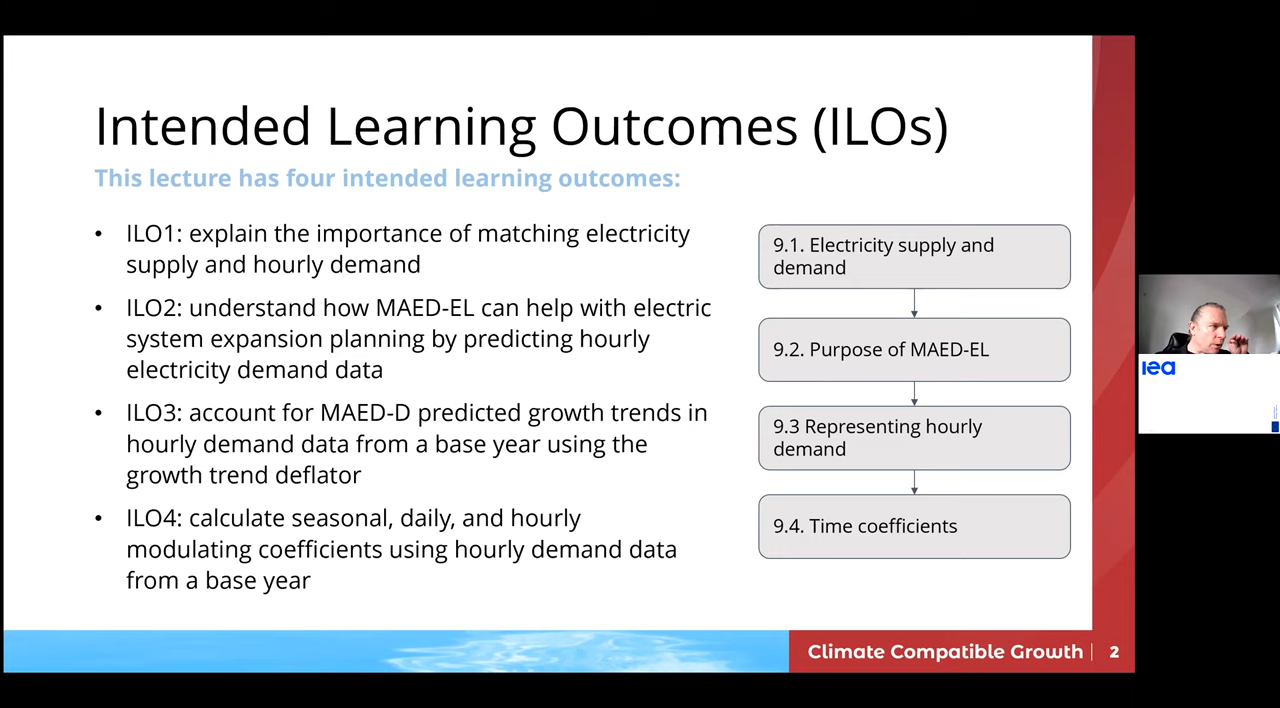 Intended Learning Outcomes (ILOs)
This lecture has four intended learning outcomes:
• ILO1: explain the importance of matching electricity
supply and hourly demand
• ILO2: understand how MAED-EL can help with electric
system expansion planning by predicting hourly
electricity demand data
• ILO3: account for MAED-D predicted growth trends in
hourly demand data from a base year using the
growth trend deflator
• ILO4: calculate seasonal, daily, and hourly
modulating coefficients using hourly demand data
from a base year
9.1. Electricity supply and
demand
9.2. Purpose of MAED-EL
9.3 Representing hourly
demand
9.4. Time coefficients
iea
Climate Compatible Growth | 2